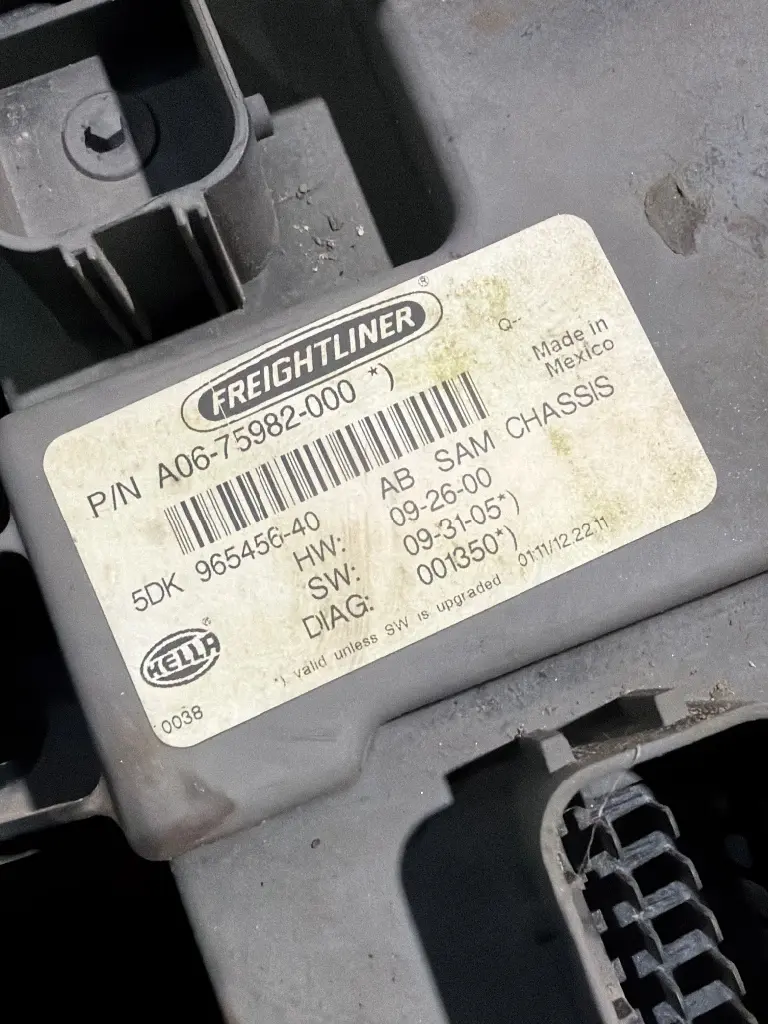 FREIGHTLINER ®
Q--
Made in
Mexico
P/N A06-75982-000 *)
5DK 965456-40
AB SAM CHASSIS
HW: 09-26-00
SW: 09-31-05*)
DIAG: 001350*)
*) valid unless SW is upgraded 01:11/12.22.11
HELLA ®
0038